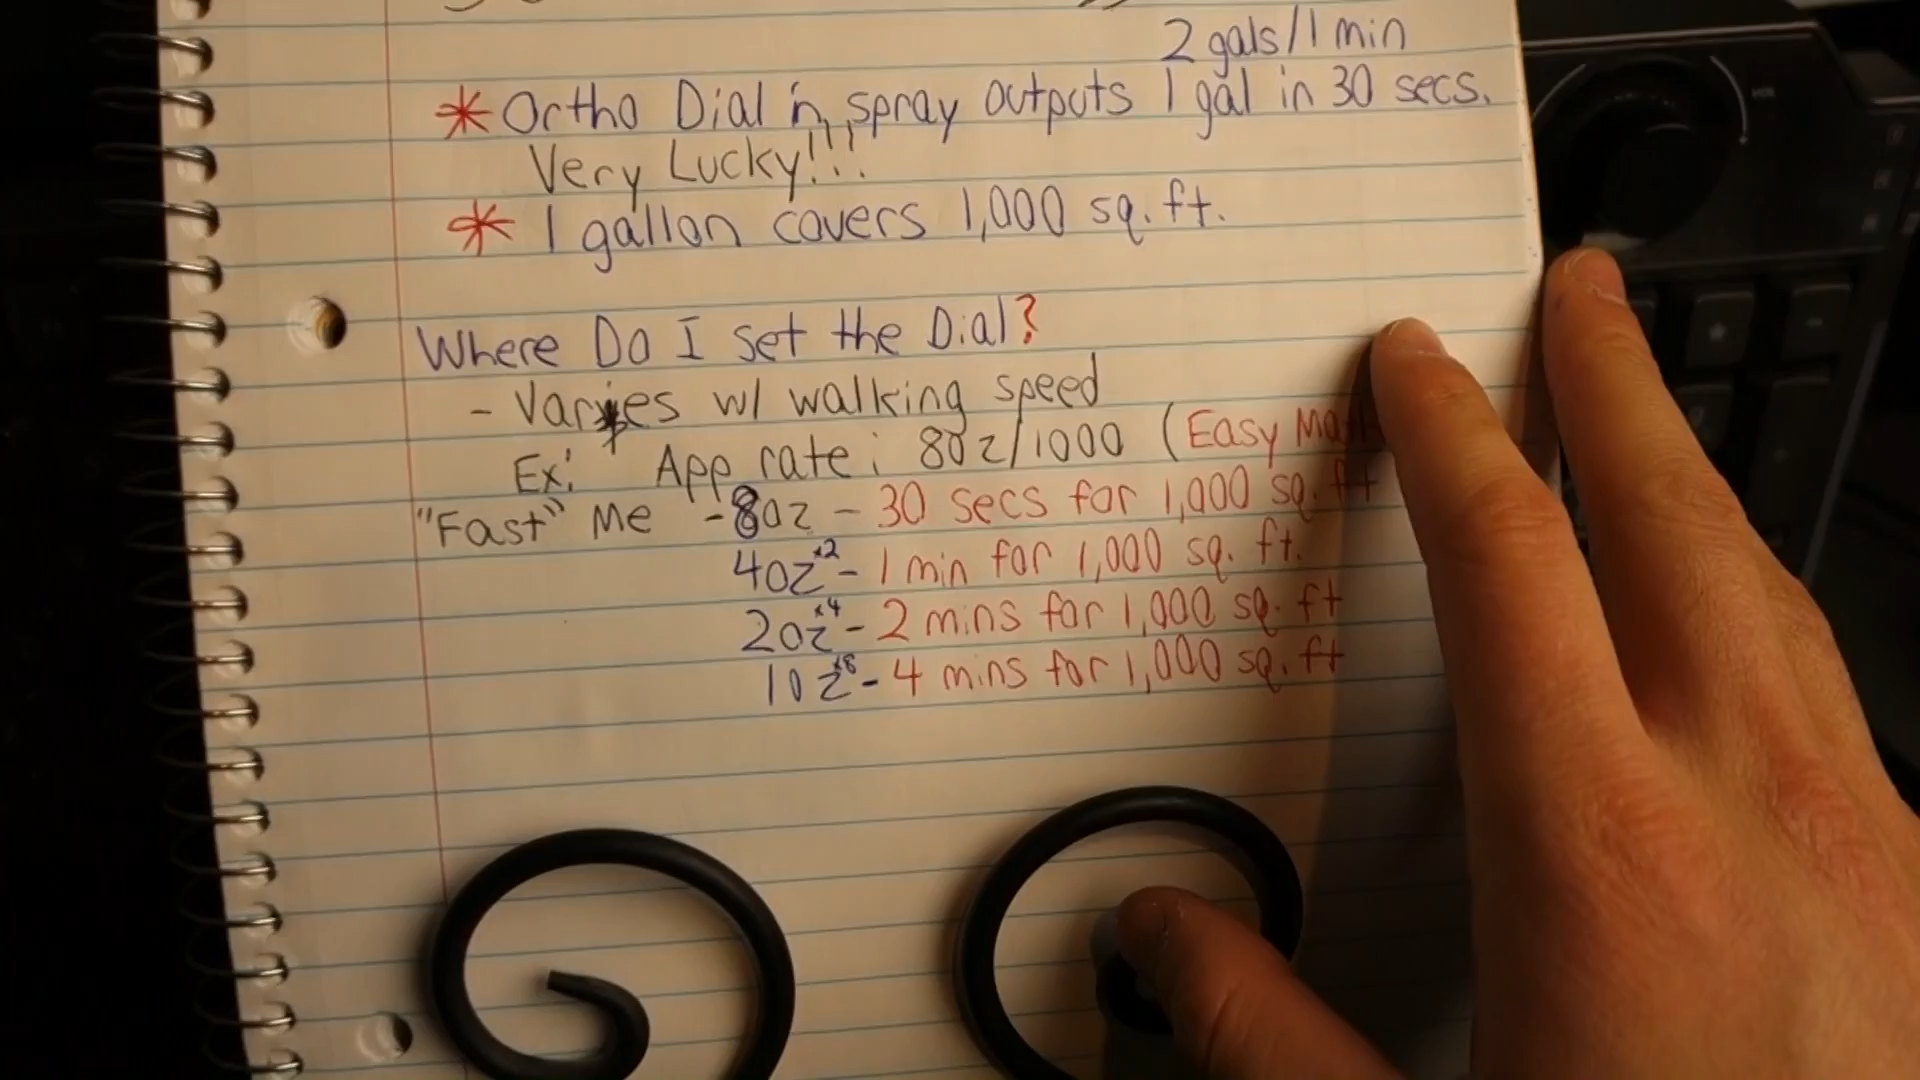 2 gals/1 min
* Ortho Dial n spray outputs 1 gal in 30 secs.
Very Lucky!!!
* 1 gallon covers 1,000 sq. ft.
Where Do I set the Dial?
- Varies w/ walking speed
Ex: App rate: 8oz/1000 (Easy
"Fast" Me - 8oz - 30 secs for 1,000 sq. ft
4oz x2 - 1 min for 1,000 sq. ft.
2oz x4 - 2 mins for 1,000 sq. ft
1oz x8 - 4 mins for 1,000 sq. ft